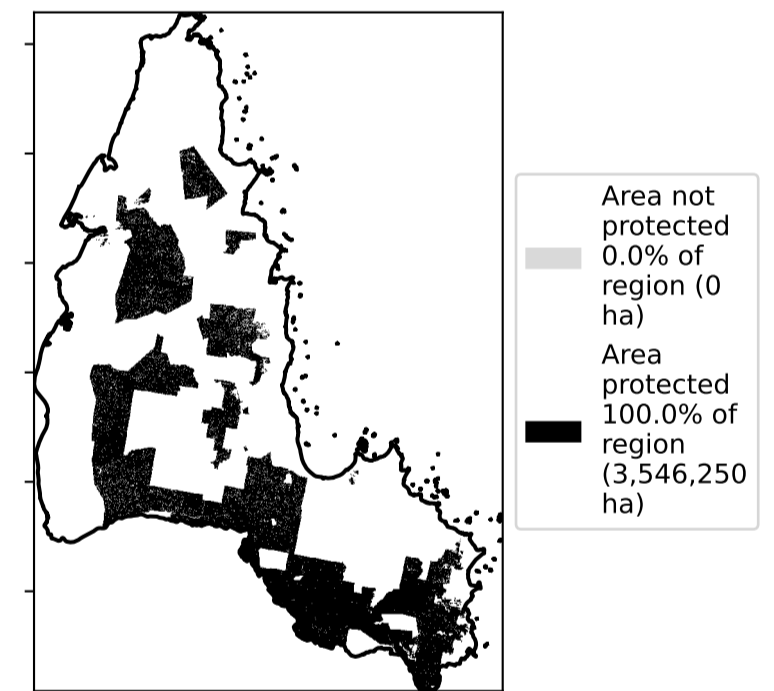 Area not
protected
0.0% of
region (0
ha)
Area
protected
100.0% of
region
(3,546,250
ha)